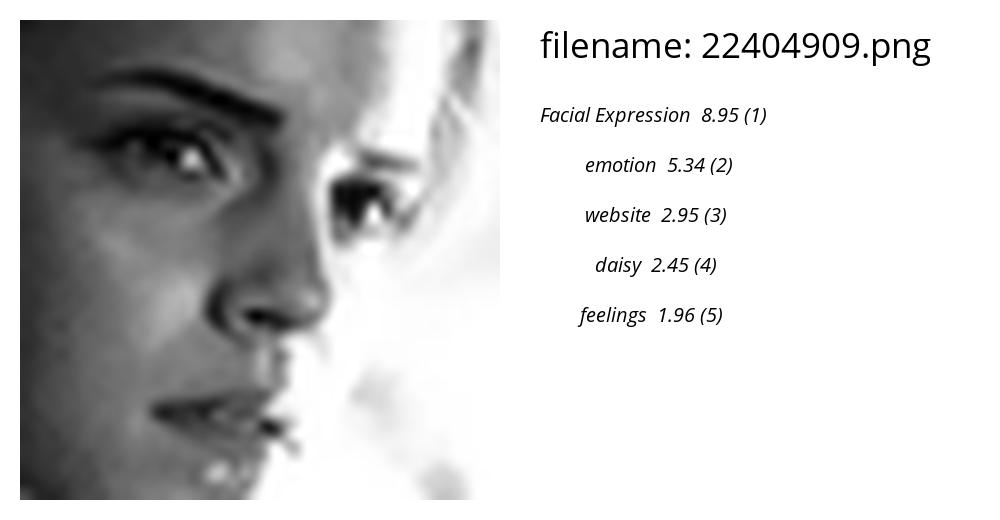 filename: 22404909.png
Facial Expression 8.95 (1)
emotion 5.34 (2)
website 2.95 (3)
daisy 2.45 (4)
feelings 1.96 (5)